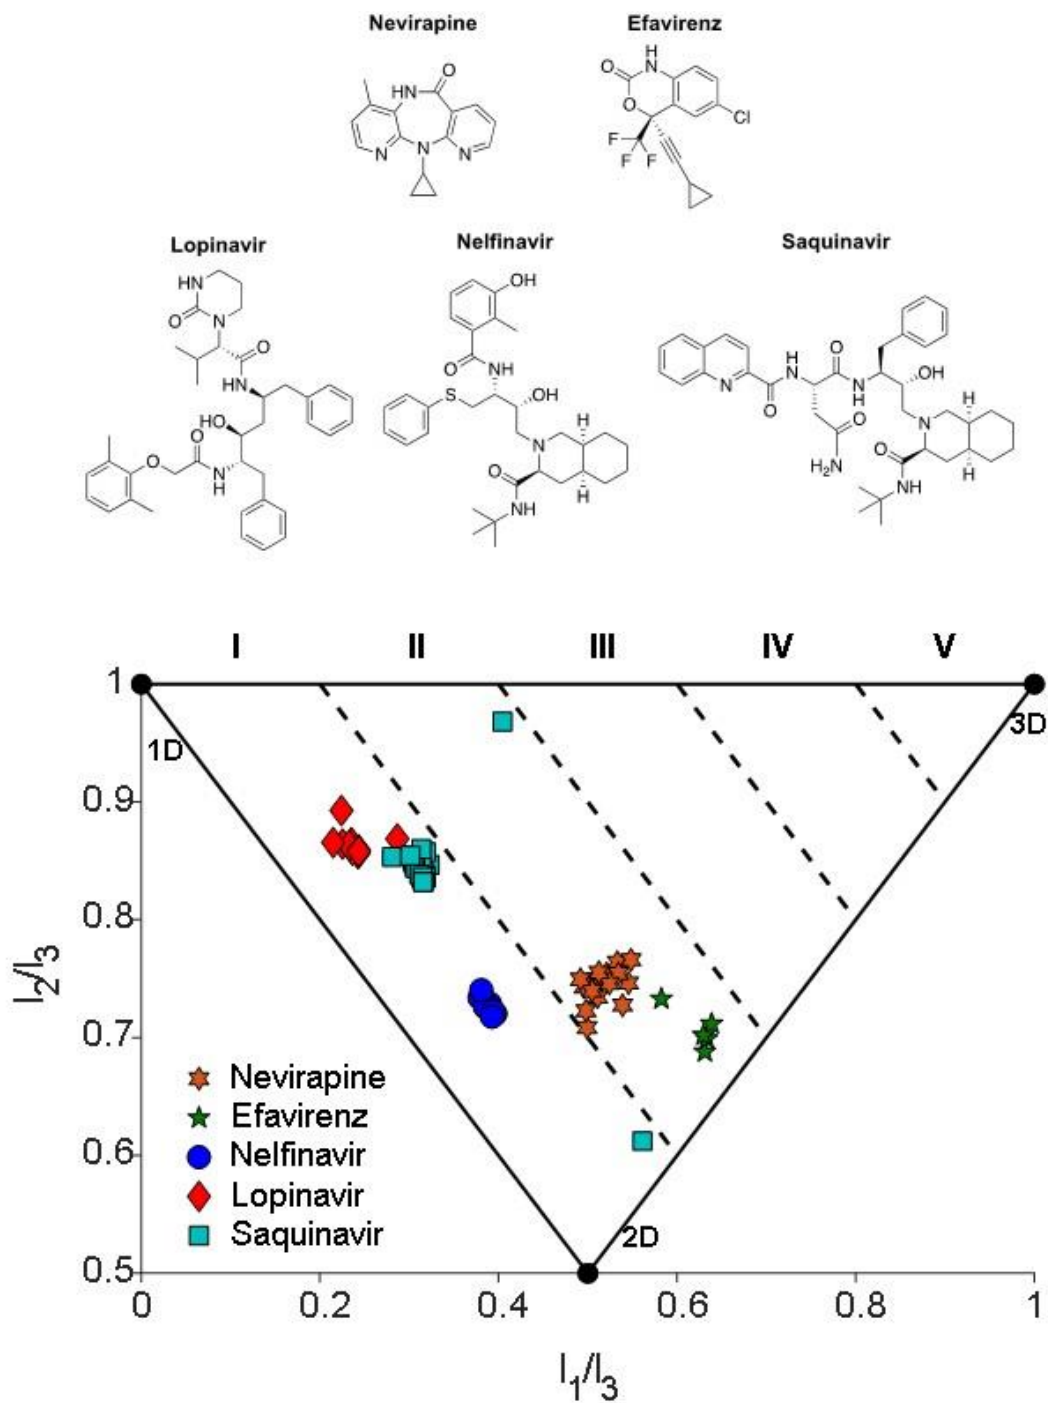 Nevirapine Efavirenz
O HN N N N
H N O O Cl F F F
Lopinavir Nelfinavir Saquinavir
HN O N O HN HO O O N H
OH O NH S OH N H H O NH
N O H N O O N H OH O H₂N N H H O NH
I II III IV V
1
1D 3D
0.9
0.8
I₂/I₃
0.7
Nevirapine
Efavirenz
0.6
Nelfinavir
Lopinavir
Saquinavir
2D
0.5
0 0.2 0.4 0.6 0.8 1
I₁/I₃